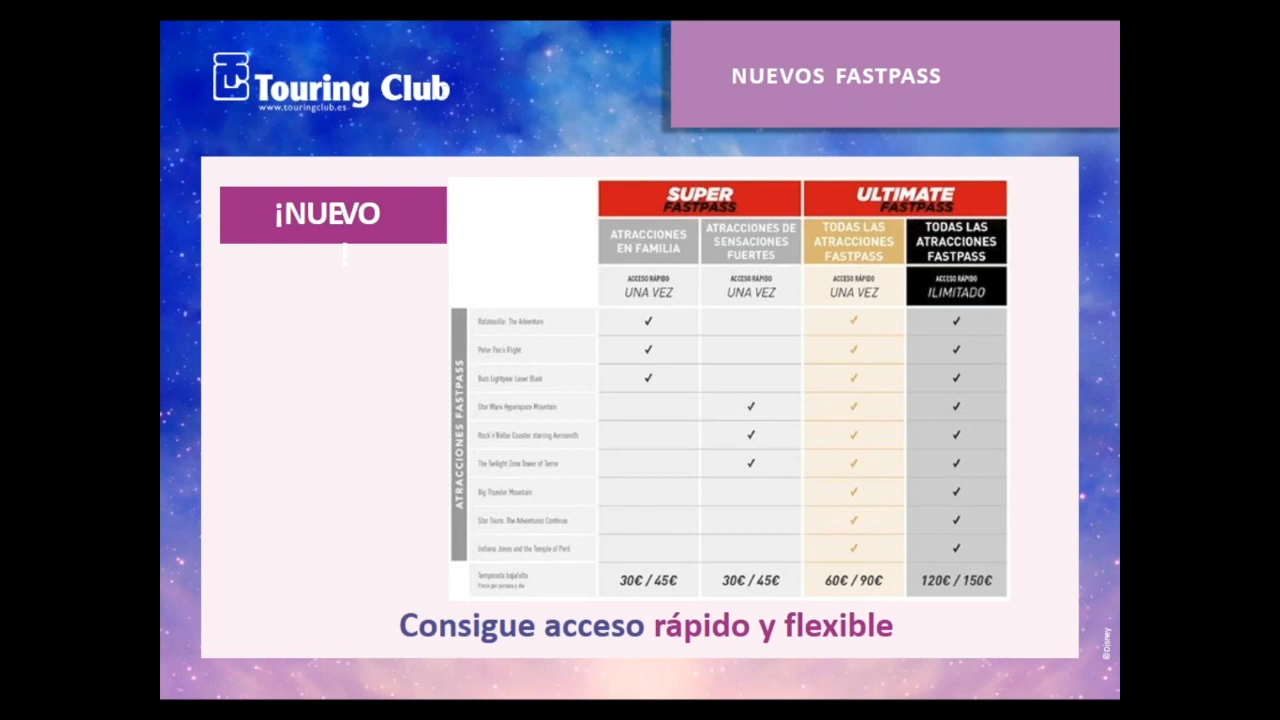 Touring Club
www.touringclub.es
NUEVOS FASTPASS
¡NUEVO
!
SUPER
FASTPASS
ULTIMATE
FASTPASS
ATRACCIONES
EN FAMILIA
ATRACCIONES DE
SENSACIONES
FUERTES
TODAS LAS
ATRACCIONES
FASTPASS
TODAS LAS
ATRACCIONES
FASTPASS
ACCESO RÁPIDO
UNA VEZ
ACCESO RÁPIDO
UNA VEZ
ACCESO RÁPIDO
UNA VEZ
ACCESO RÁPIDO
ILIMITADO
ATRACCIONES FASTPASS
Ratatouille: The Adventure ✓ ✓ ✓
Peter Pan's Flight ✓ ✓ ✓
Buzz Lightyear Laser Blast ✓ ✓ ✓
Star Wars Hyperspace Mountain ✓ ✓ ✓
Rock'n'Roller Coaster starring Aerosmith ✓ ✓ ✓
The Twilight Zone Tower of Terror ✓ ✓ ✓
Big Thunder Mountain ✓ ✓
Star Tours: The Adventures Continue ✓ ✓
Indiana Jones and the Temple of Peril ✓ ✓
Temporada baja/alta 30€ / 45€ 30€ / 45€ 60€ / 90€ 120€ / 150€
Precio por persona y día
Consigue acceso rápido y flexible
©Disney